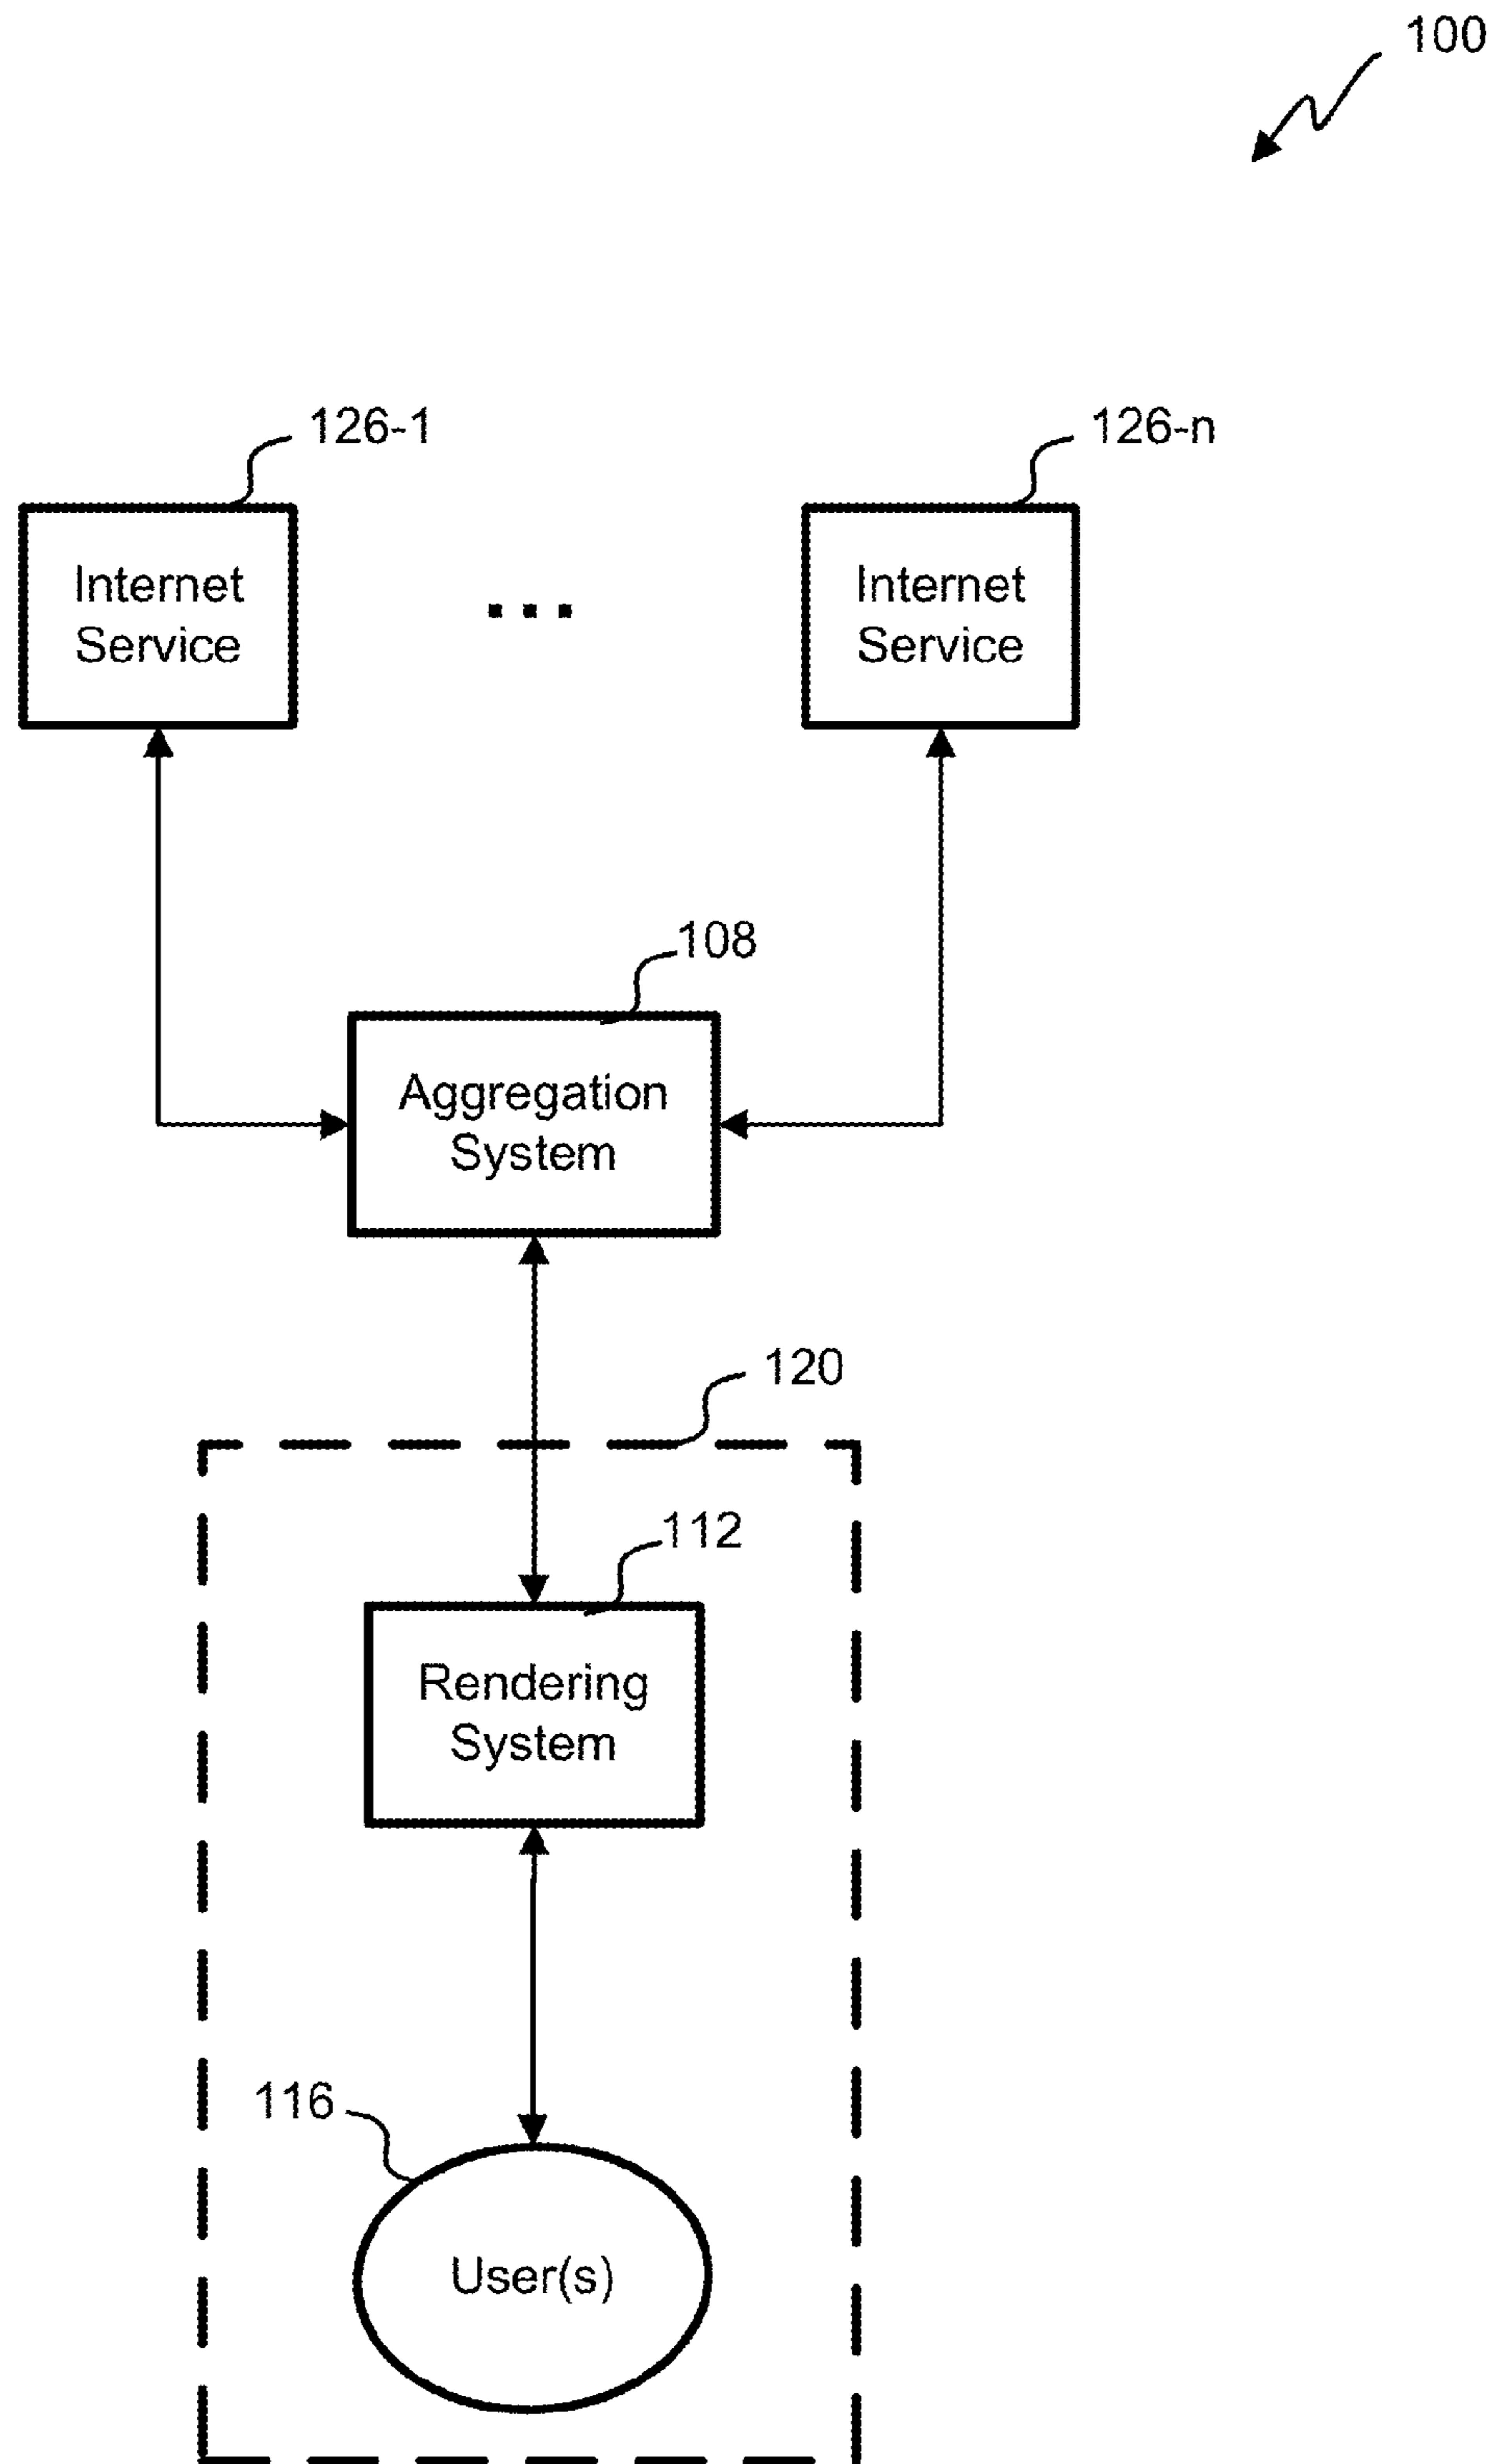 100
126-1
126-n
Internet
Service
...
Internet
Service
108
Aggregation
System
120
112
Rendering
System
116
User(s)